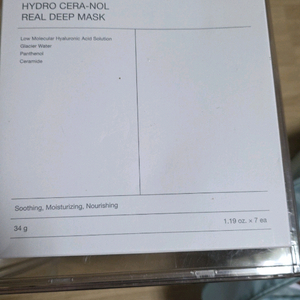 HYDRO CERA-NOL
REAL DEEP MASK
Low Molecular Hyaluronic Acid Solution
Glacier Water
Panthenol
Ceramide
Soothing, Moisturizing, Nourishing
34 g
1.19 oz. × 7 ea